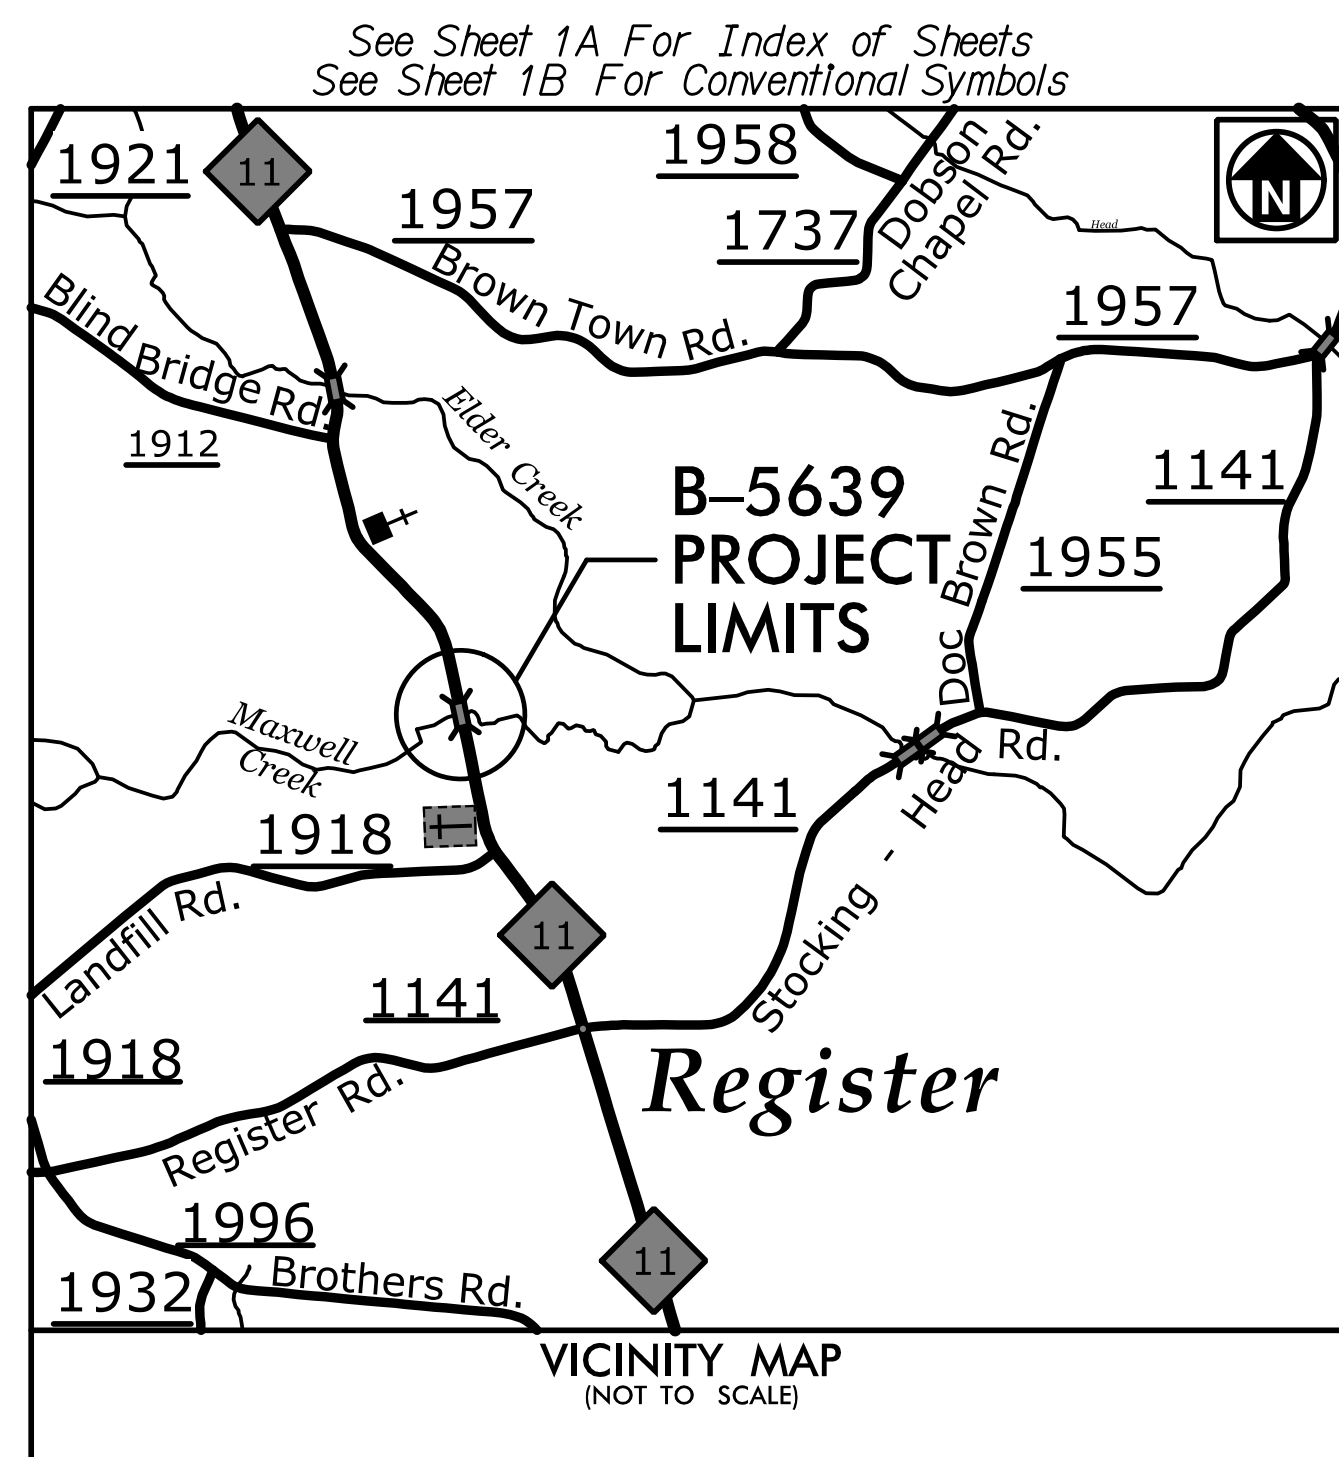 See Sheet 1A For Index of Sheets
See Sheet 1B For Conventional Symbols
1921
11
1957
1958
1737
Dobson
Chapel Rd.
N
Head
Brown Town Rd.
1957
Blind Bridge Rd.
1912
Elder Creek
B–5639
PROJECT
LIMITS
Doc Brown Rd.
1141
1955
Maxwell
Creek
1918
1141
Stocking - Head Rd.
Landfill Rd.
11
1141
1918
Register
Register Rd.
1996
11
1932
Brothers Rd.
VICINITY MAP
(NOT TO SCALE)